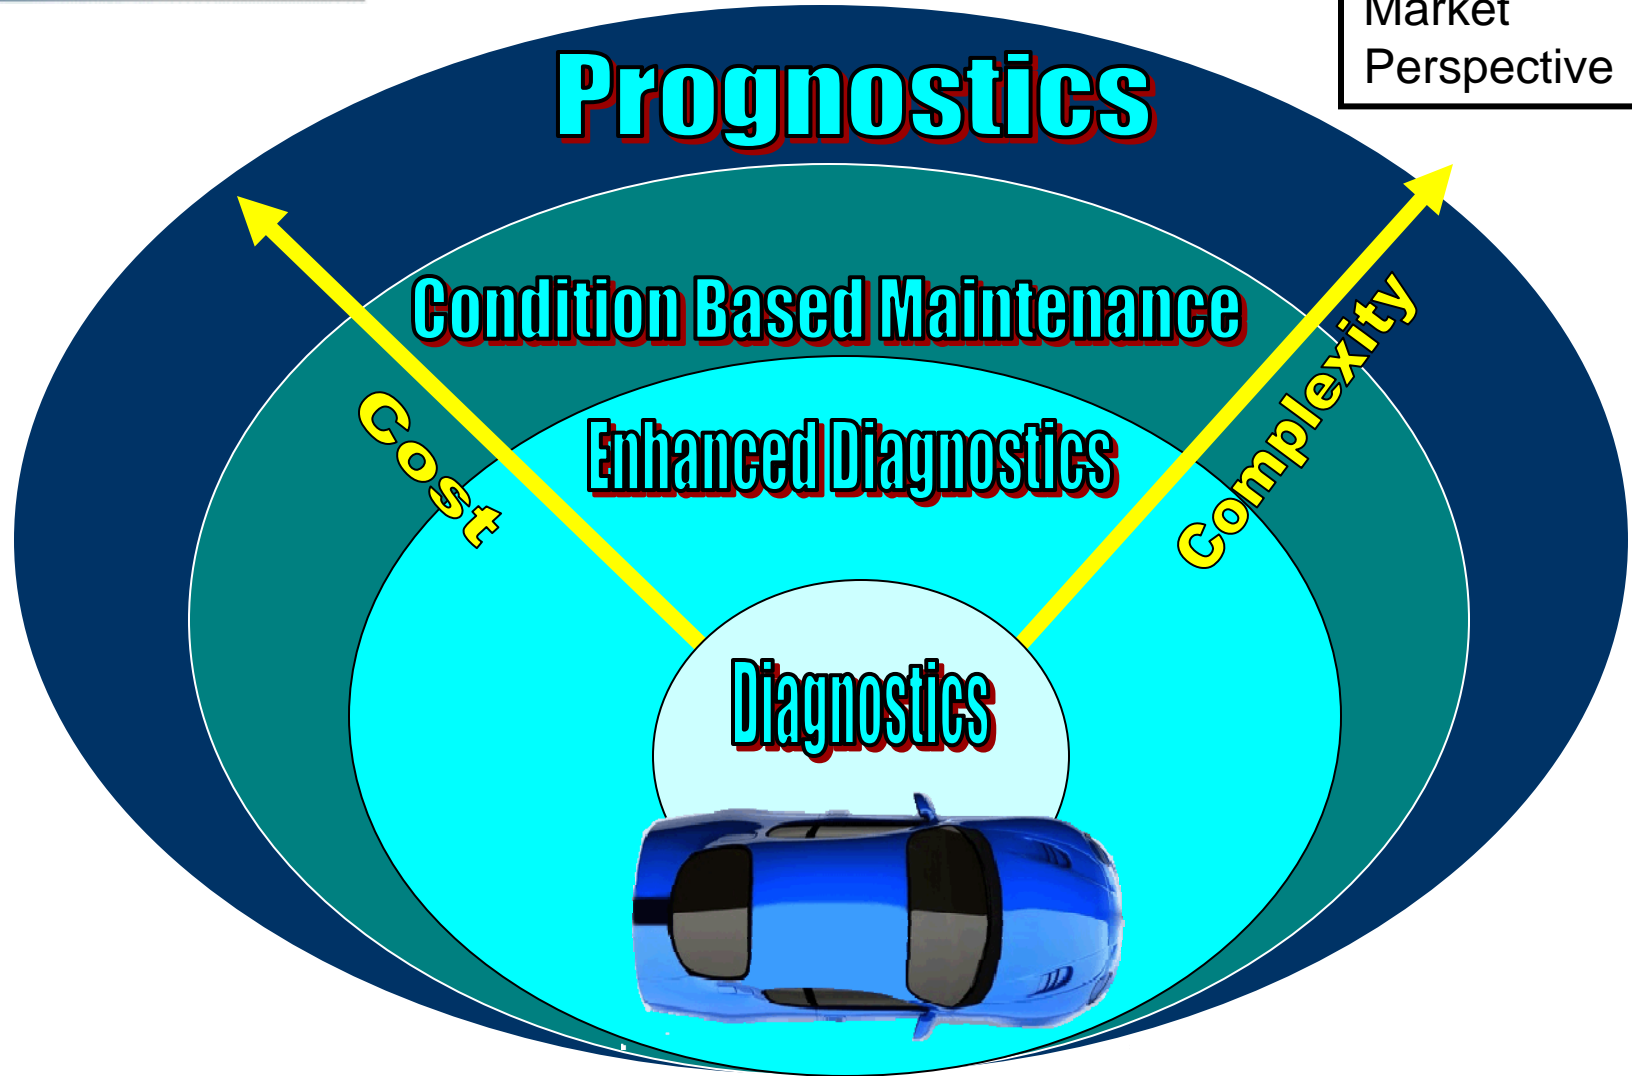 Market
Perspective
Prognostics
Condition Based Maintenance
Cost
Complexity
Enhanced Diagnostics
Diagnostics